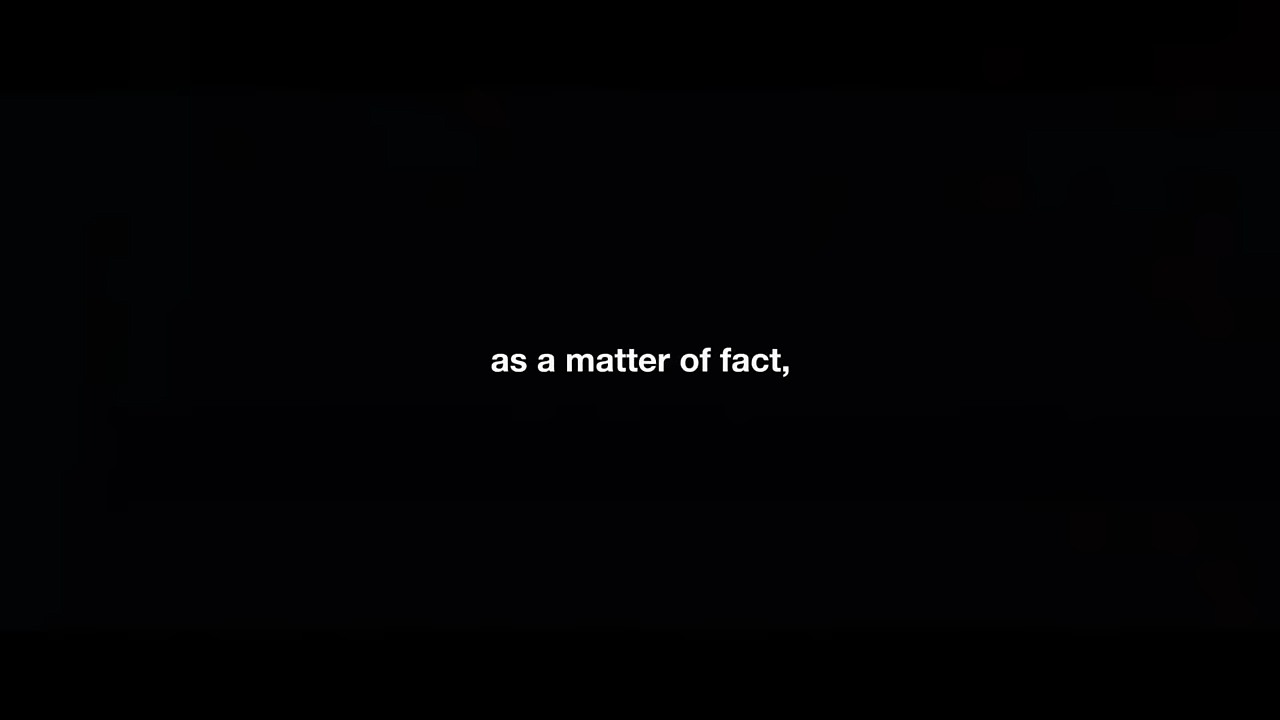 as a matter of fact,